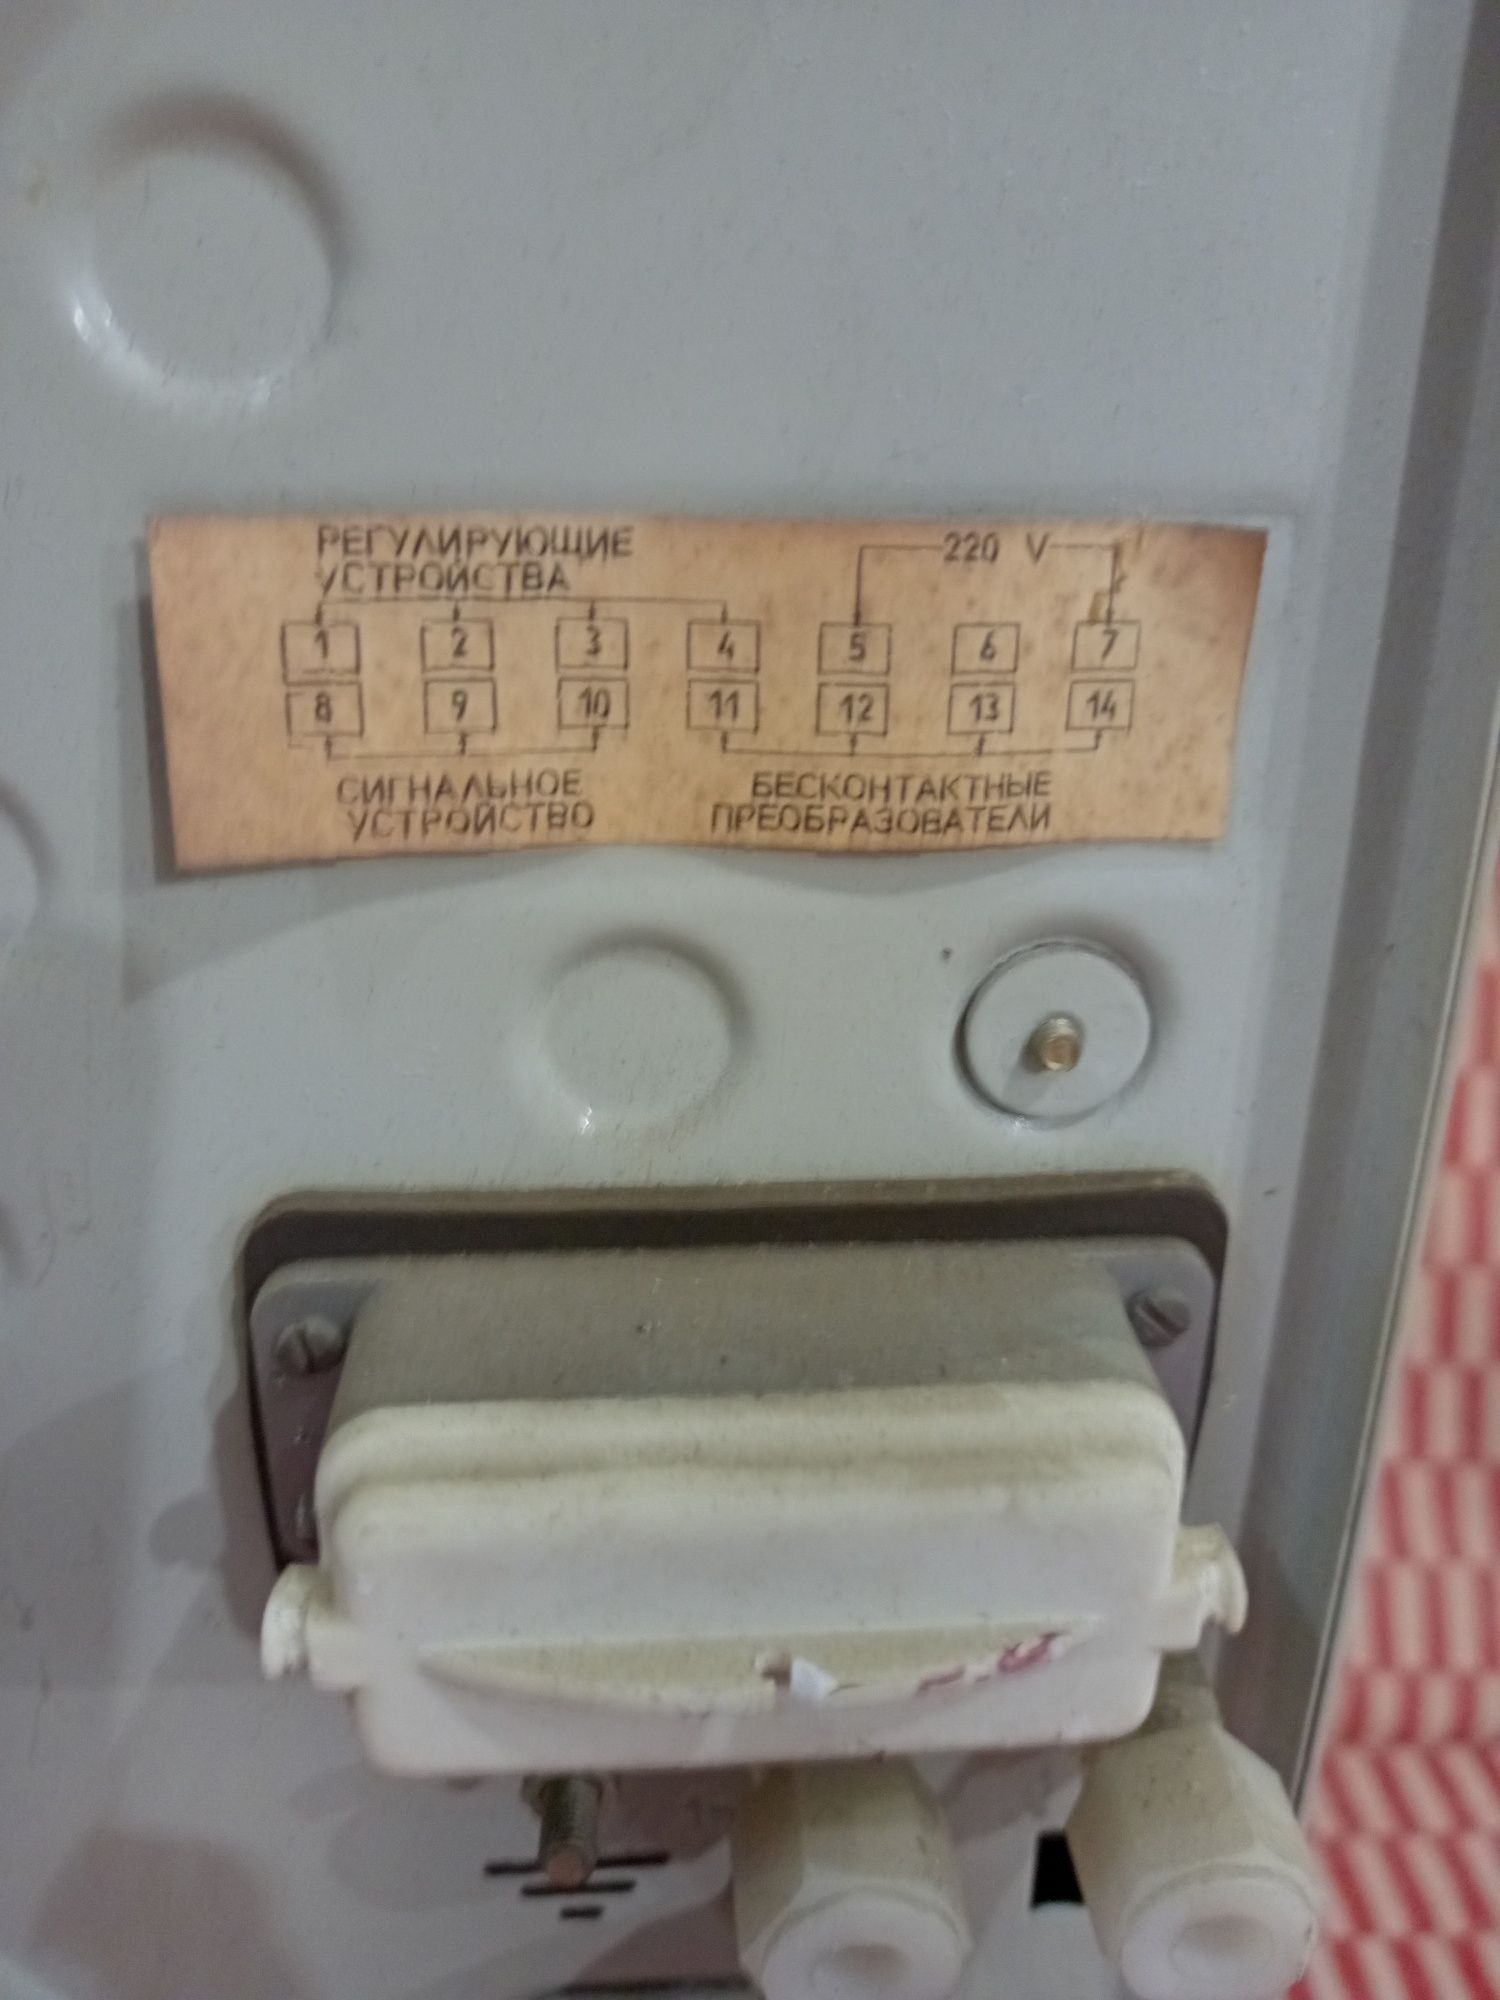 РЕГУЛИРУЮЩИЕ
УСТРОЙСТВА
220 V
1 2 3 4 5 6 7
8 9 10 11 12 13 14
СИГНАЛЬНОЕ
УСТРОЙСТВО
БЕСКОНТАКТНЫЕ
ПРЕОБРАЗОВАТЕЛИ